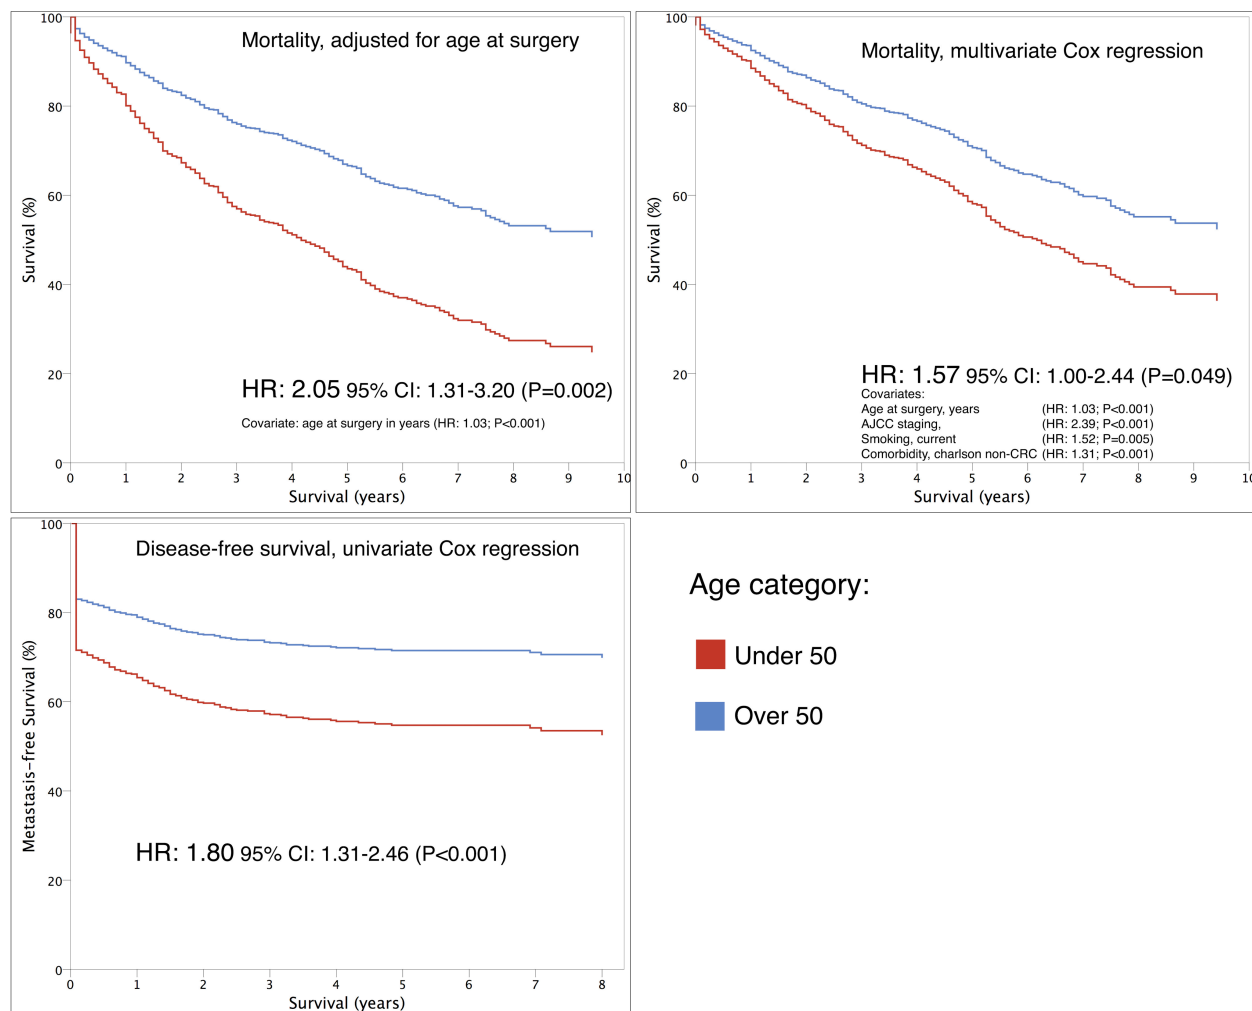 Mortality, adjusted for age at surgery
100
80
60
40
20
0
Survival (%)
HR: 2.05 95% CI: 1.31-3.20 (P=0.002)
Covariate: age at surgery in years (HR: 1.03; P<0.001)
0 1 2 3 4 5 6 7 8 9 10
Survival (years)
Mortality, multivariate Cox regression
100
80
60
40
20
0
Survival (%)
HR: 1.57 95% CI: 1.00-2.44 (P=0.049)
Covariates:
Age at surgery, years (HR: 1.03; P<0.001)
AJCC staging, (HR: 2.39; P<0.001)
Smoking, current (HR: 1.52; P=0.005)
Comorbidity, charlson non-CRC (HR: 1.31; P<0.001)
0 1 2 3 4 5 6 7 8 9 10
Survival (years)
Disease-free survival, univariate Cox regression
100
80
60
40
20
0
Metastasis-free Survival (%)
HR: 1.80 95% CI: 1.31-2.46 (P<0.001)
0 1 2 3 4 5 6 7 8
Survival (years)
Age category:
Under 50
Over 50